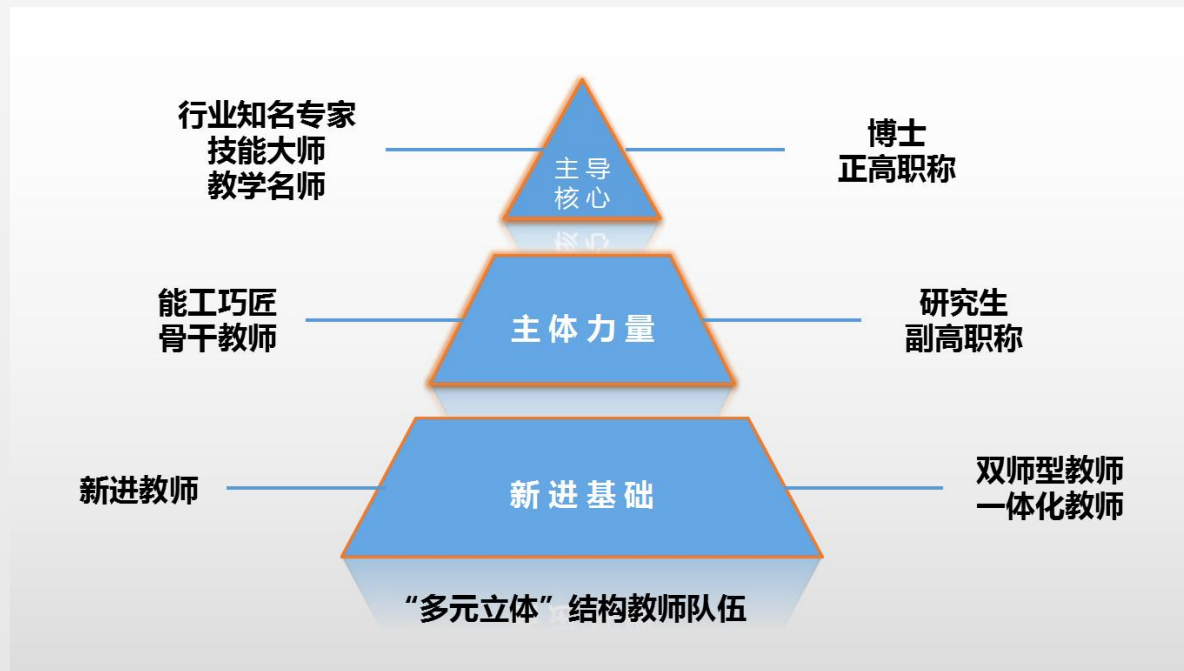 行业知名专家
技能大师
教学名师
主导
核心
博士
正高职称
能工巧匠
骨干教师
主体力量
研究生
副高职称
新进教师
新进基础
双师型教师
一体化教师
“多元立体”结构教师队伍